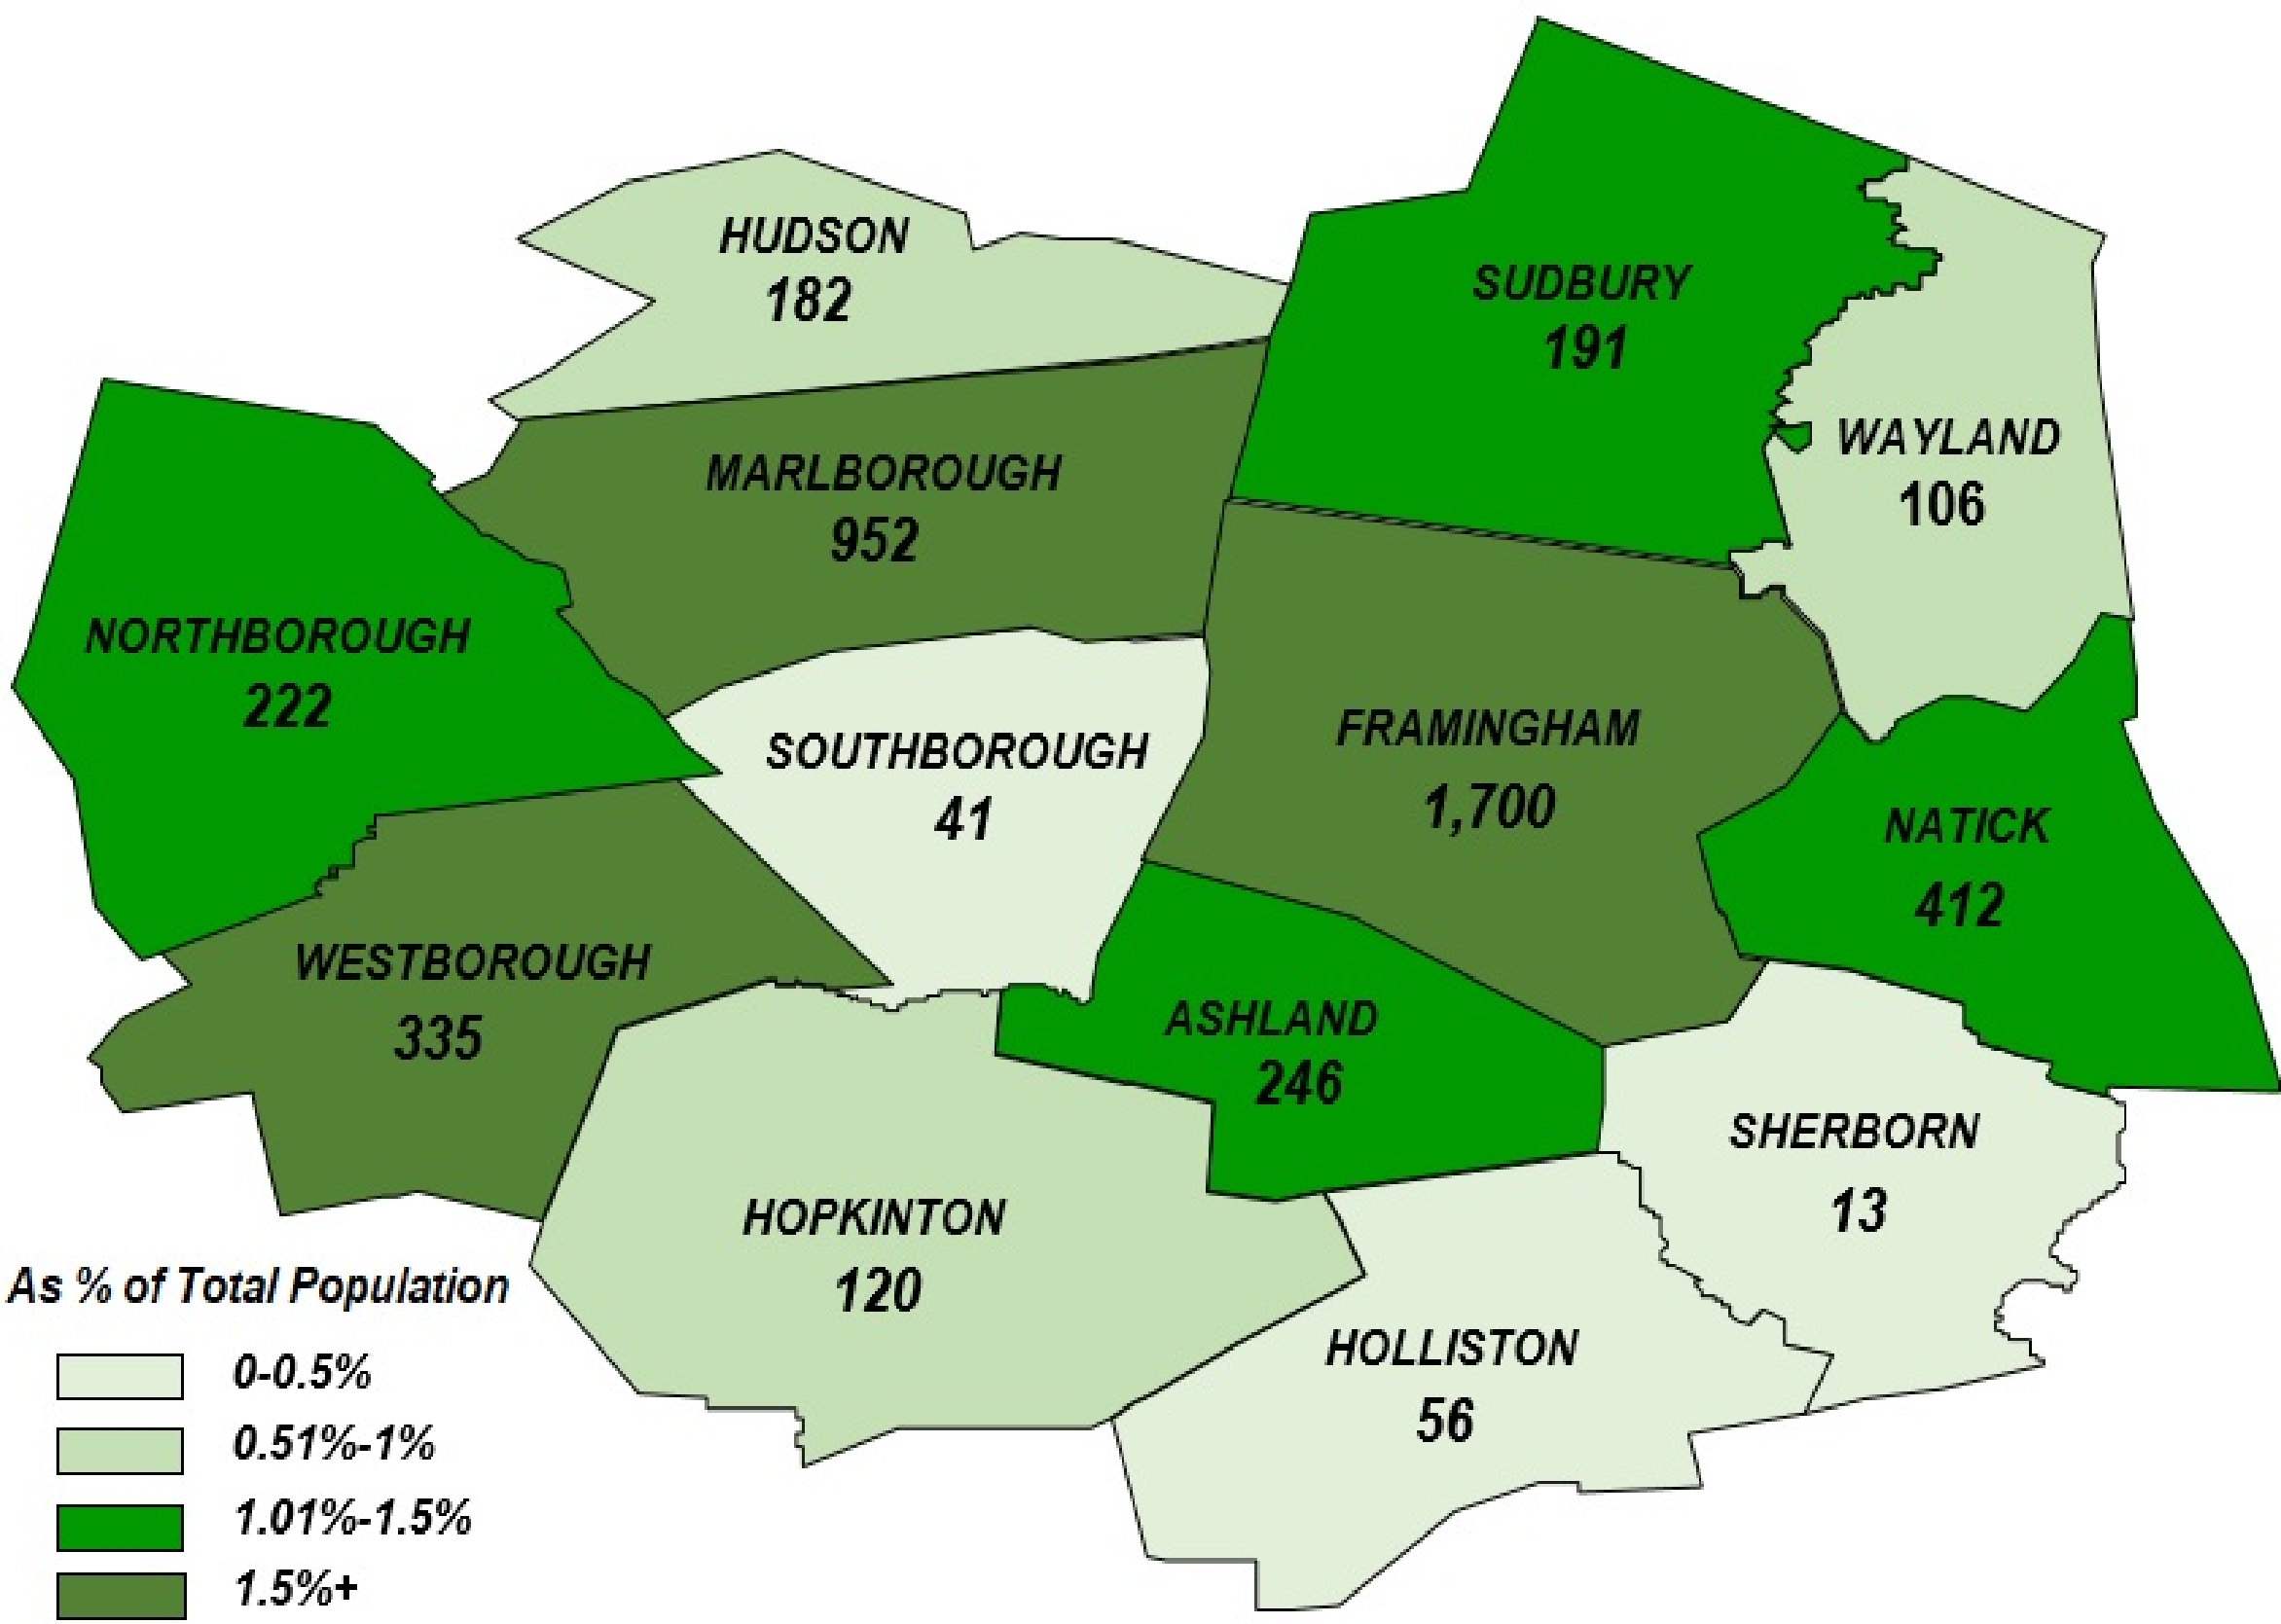 HUDSON
182
SUDBURY
191
WAYLAND
106
MARLBOROUGH
952
NORTHBOROUGH
222
SOUTHBOROUGH
41
FRAMINGHAM
1,700
NATICK
412
WESTBOROUGH
335
ASHLAND
246
SHERBORN
13
HOPKINTON
120
HOLLISTON
56
As % of Total Population
0-0.5%
0.51%-1%
1.01%-1.5%
1.5%+